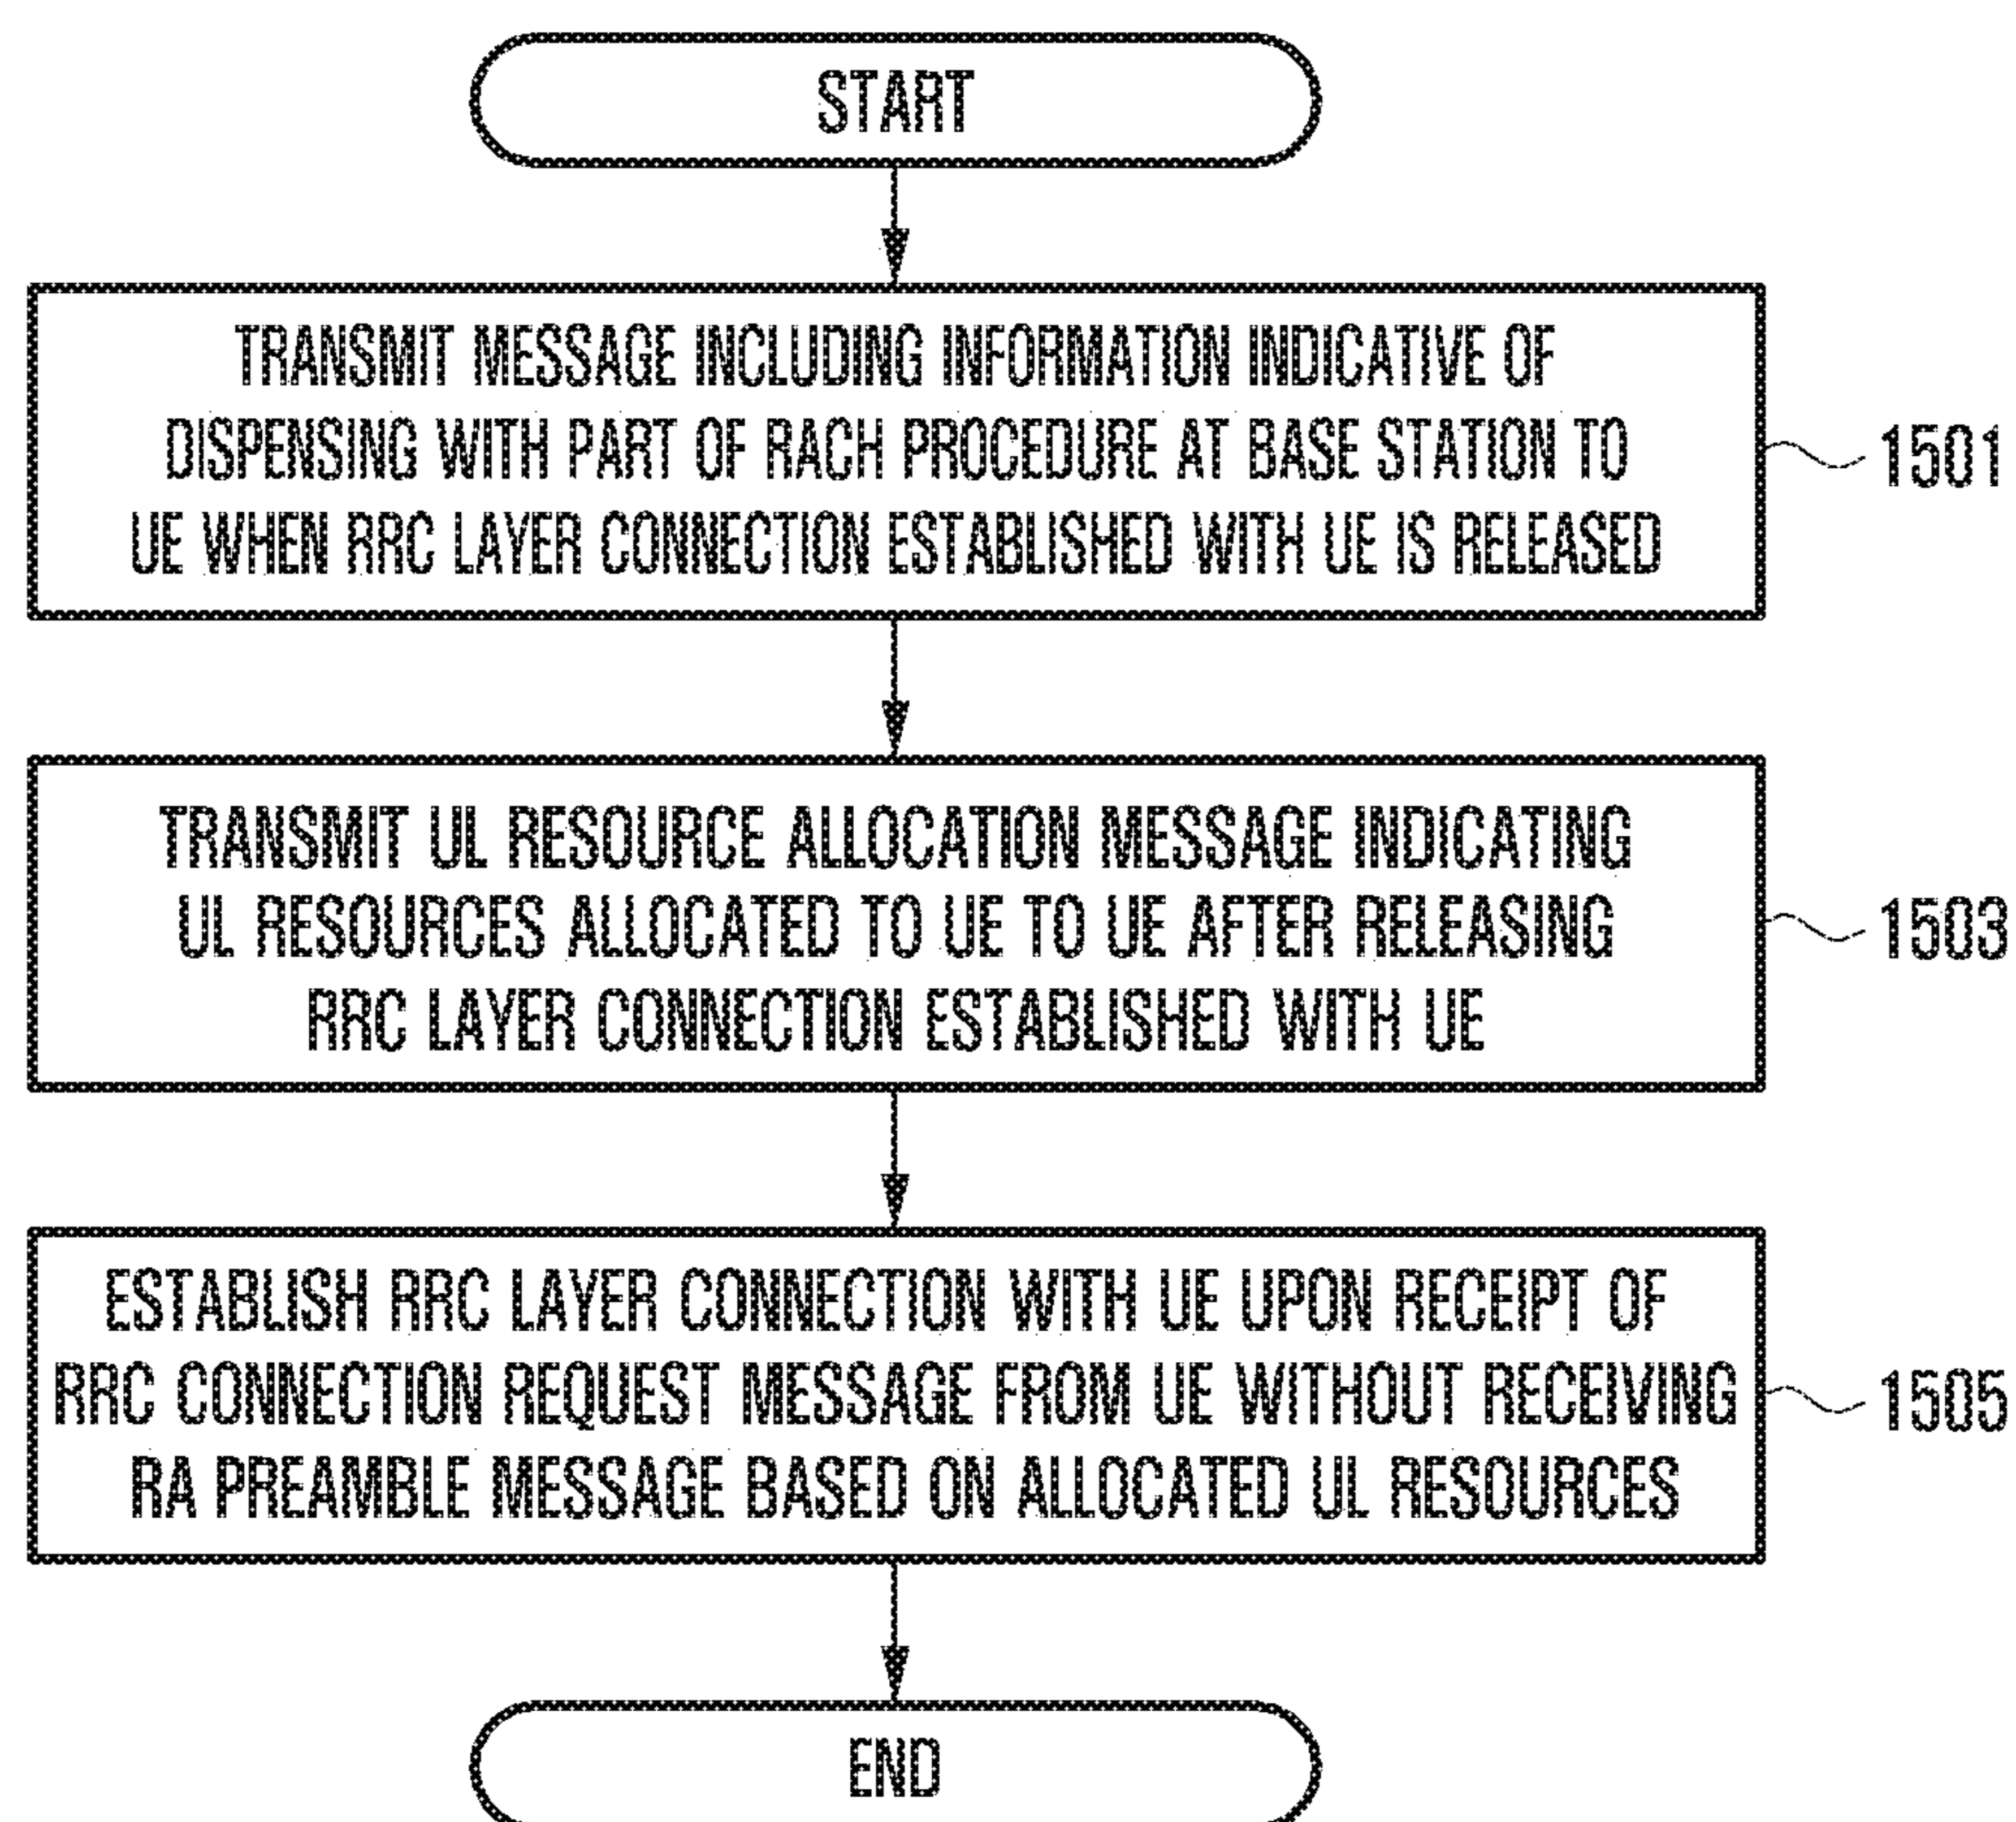 START
TRANSMIT MESSAGE INCLUDING INFORMATION INDICATIVE OF
DISPENSING WITH PART OF RACH PROCEDURE AT BASE STATION TO
UE WHEN RRC LAYER CONNECTION ESTABLISHED WITH UE IS RELEASED
1501
TRANSMIT UL RESOURCE ALLOCATION MESSAGE INDICATING
UL RESOURCES ALLOCATED TO UE TO UE AFTER RELEASING
RRC LAYER CONNECTION ESTABLISHED WITH UE
1503
ESTABLISH RRC LAYER CONNECTION WITH UE UPON RECEIPT OF
RRC CONNECTION REQUEST MESSAGE FROM UE WITHOUT RECEIVING
RA PREAMBLE MESSAGE BASED ON ALLOCATED UL RESOURCES
1505
END